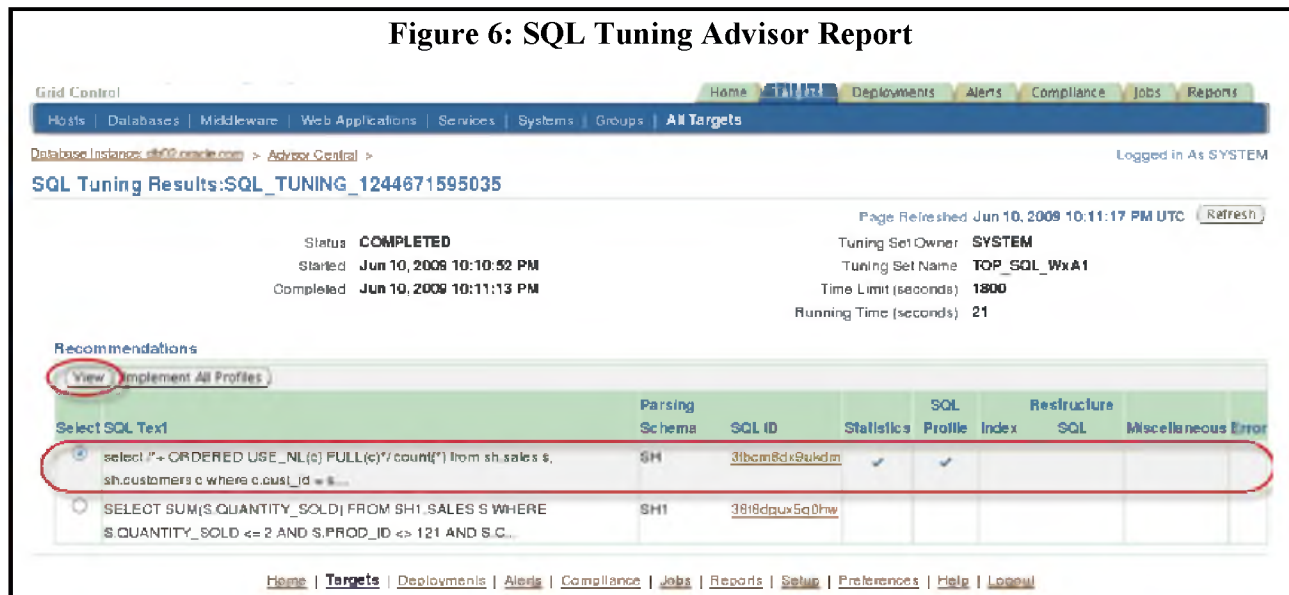 Figure 6: SQL Tuning Advisor Report
Grid Control
Home Targets Deployments Alerts Compliance Jobs Reports
Hosts | Databases | Middleware | Web Applications | Services | Systems | Groups | All Targets
Database Instance: > Advisor Central >
Logged in As SYSTEM
SQL Tuning Results:SQL_TUNING_1244671595035
Page Refreshed Jun 10, 2009 10:11:17 PM UTC Refresh
Status COMPLETED
Started Jun 10, 2009 10:10:52 PM
Completed Jun 10, 2009 10:11:13 PM
Tuning Set Owner SYSTEM
Tuning Set Name TOP_SQL_WxA1
Time Limit (seconds) 1800
Running Time (seconds) 21
Recommendations
View Implement All Profiles
Select SQL Text Parsing Schema SQL ID Statistics SQL Profile Index Restructure SQL Miscellaneous Error
select /*+ ORDERED USE_NL(c) FULL(c)*/ count(*) from sh.sales s,
sh.customers c where c.cust_id = s....
SH
SELECT SUM(S.QUANTITY_SOLD) FROM SH1.SALES S WHERE
S.QUANTITY_SOLD <= 2 AND S.PROD_ID <> 121 AND S.C...
SH1
Home | Targets | Deployments | Alerts | Compliance | Jobs | Reports | Setup | Preferences | Help | Logout